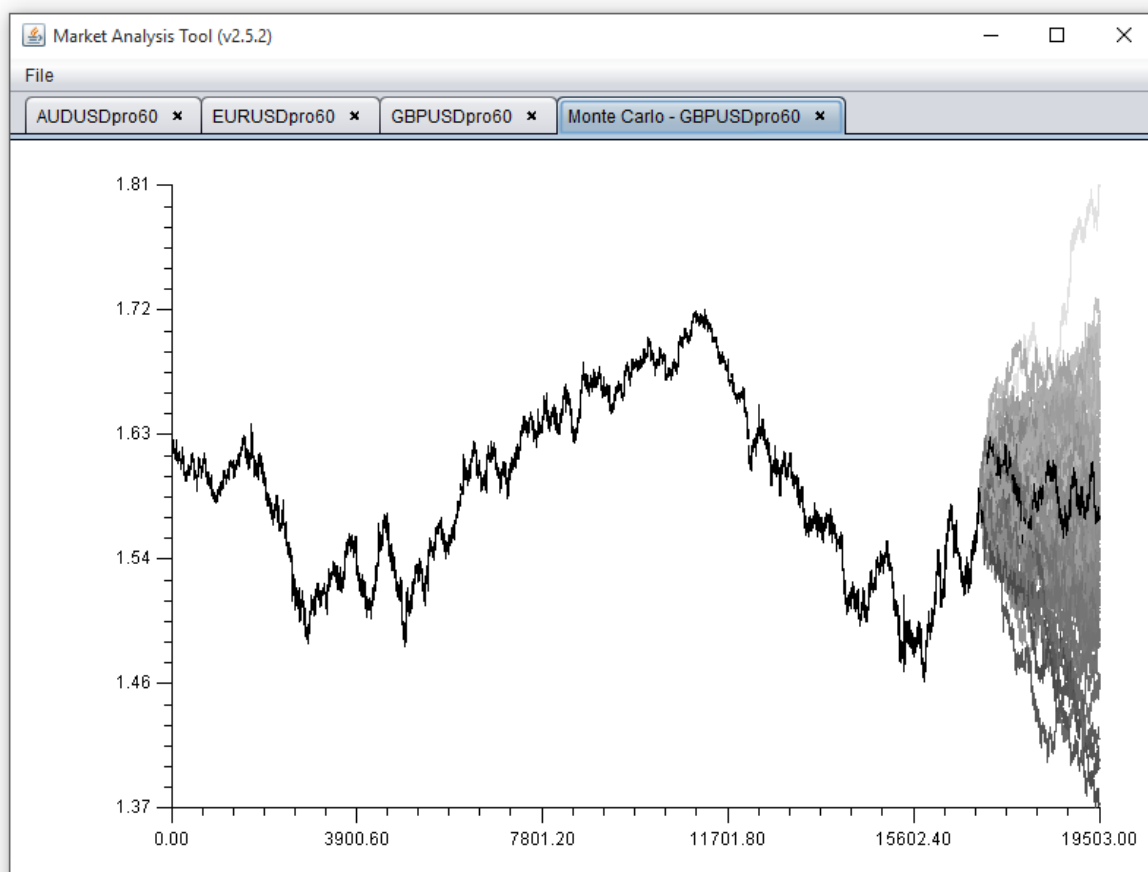 Market Analysis Tool (v2.5.2)
File
AUDUSDpro60 EURUSDpro60 GBPUSDpro60 Monte Carlo - GBPUSDpro60
1.81
1.72
1.63
1.54
1.46
1.37
0.00 3900.60 7801.20 11701.80 15602.40 19503.00